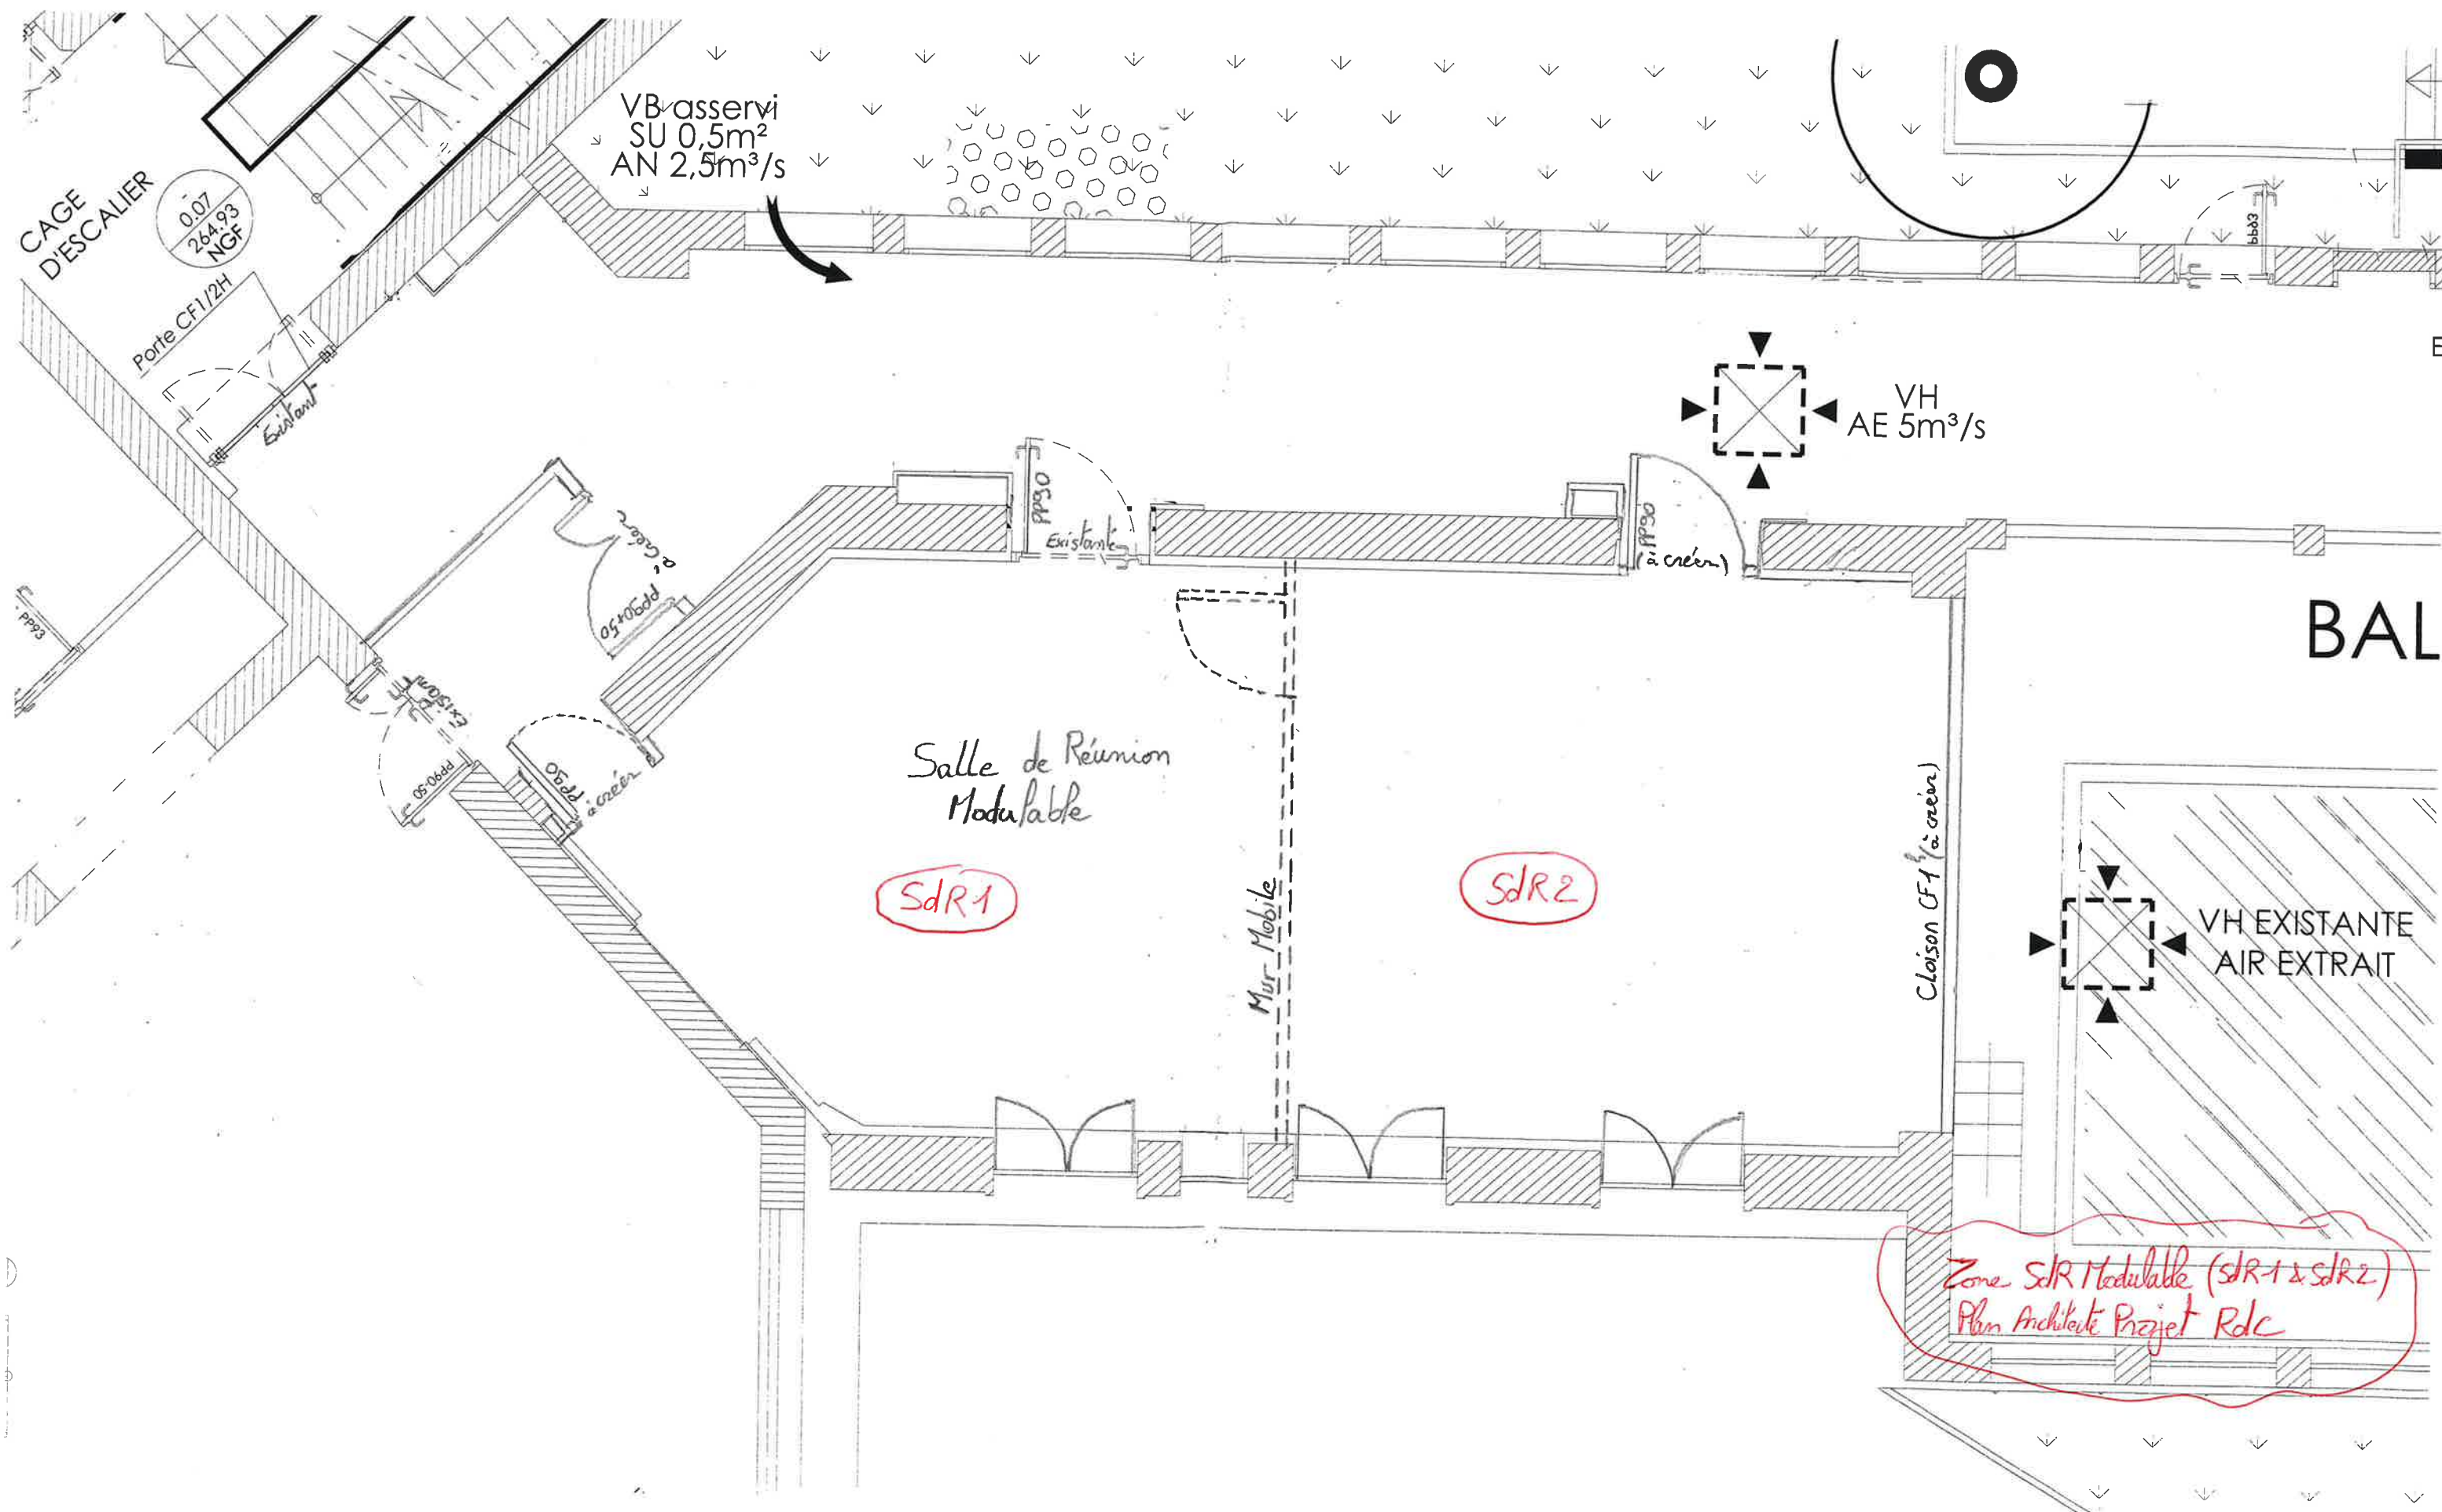 VB asservi
SU 0,5m²
AN 2,5m³/s
CAGE
D'ESCALIER
0.07
264.93
NGF
Porte CF1/2H
Existant
PP93
E
VH
AE 5m³/s
PP90
Existante
PP90
(à créer)
à créer
PP90+50
PP93
Existant
PP90+50
PP90
à créer
BAL
Salle de Réunion
Modulable
SdR1
SdR2
Mur Mobile
Cloison CF1h (à créer)
VH EXISTANTE
AIR EXTRAIT
Zone SdR Modulable (SdR1 & SdR2)
Plan Architecte Projet Rdc